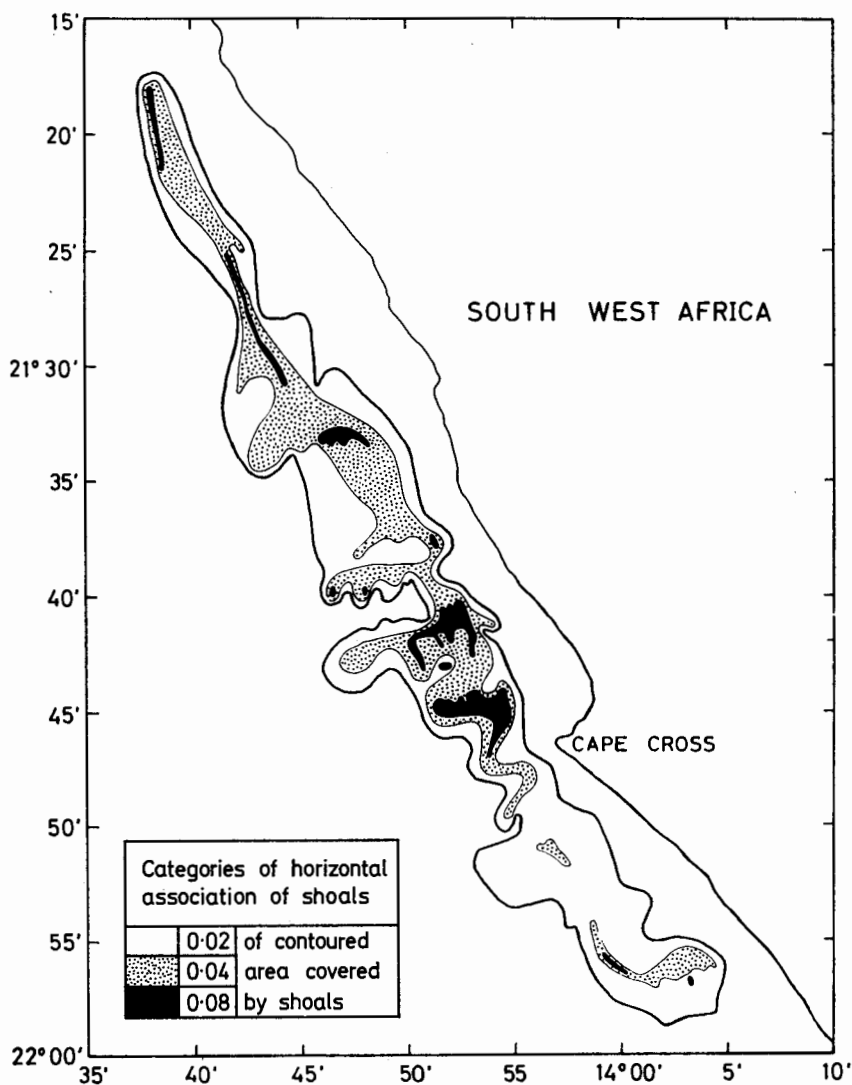 15'
20'
25'
SOUTH WEST AFRICA
21° 30'
35'
40'
45'
CAPE CROSS
50'
Categories of horizontal
association of shoals
0·02 of contoured
55'
0·04 area covered
0·08 by shoals
22° 00'
35' 40' 45' 50' 55 14° 00' 5' 10'